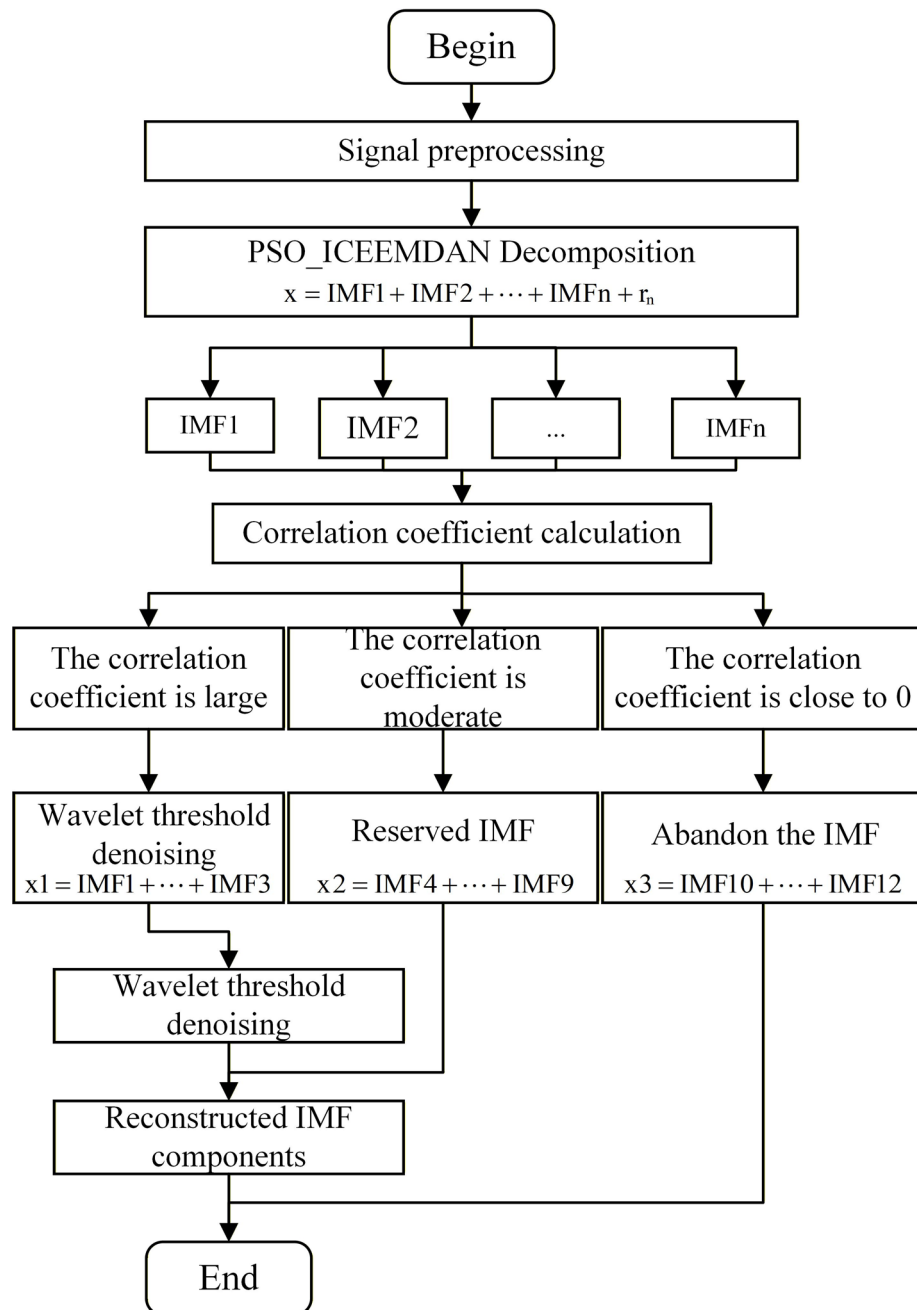 Begin
Signal preprocessing
PSO_ICEEMDAN Decomposition
x = IMF1 + IMF2 + ⋯ + IMFn + rₙ
IMF1
IMF2
...
IMFn
Correlation coefficient calculation
The correlation
coefficient is large
The correlation
coefficient is
moderate
The correlation
coefficient is close to 0
Wavelet threshold
denoising
x1 = IMF1 + ⋯ + IMF3
Reserved IMF
x2 = IMF4 + ⋯ + IMF9
Abandon the IMF
x3 = IMF10 + ⋯ + IMF12
Wavelet threshold
denoising
Reconstructed IMF
components
End